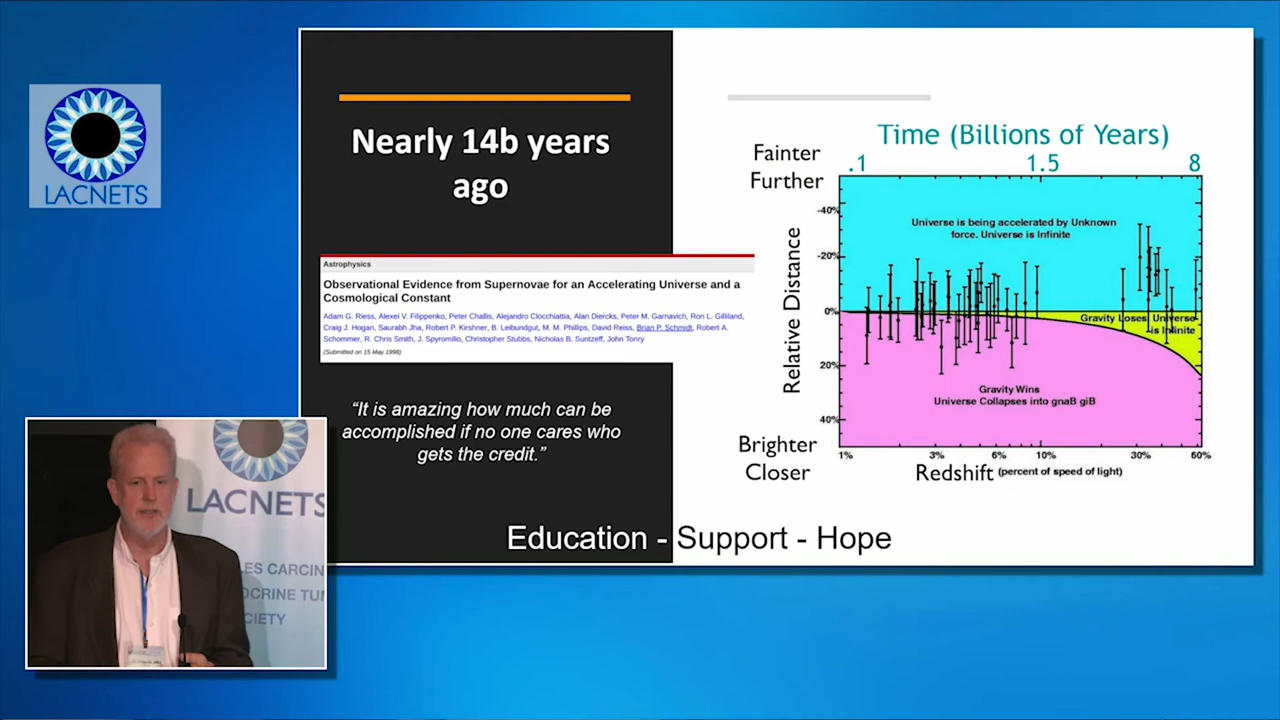 LACNETS
Nearly 14b years
ago
Astrophysics
Observational Evidence from Supernovae for an Accelerating Universe and a
Cosmological Constant
Adam G. Riess, Alexei V. Filippenko, Peter Challis, Alejandro Clocchiattia, Alan Diercks, Peter M. Garnavich, Ron L. Gilliland,
Craig J. Hogan, Saurabh Jha, Robert P. Kirshner, B. Leibundgut, M. M. Phillips, David Reiss, Brian P. Schmidt, Robert A.
Schommer, R. Chris Smith, J. Spyromilio, Christopher Stubbs, Nicholas B. Suntzeff, John Tonry
(Submitted on 15 May 1998)
“It is amazing how much can be
accomplished if no one cares who
gets the credit.”
Time (Billions of Years)
.1 1.5 8
Fainter
Further
Relative Distance
-40%
-20%
0%
20%
40%
Universe is being accelerated by Unknown
force. Universe is Infinite
Gravity Loses, Universe
is Infinite
Gravity Wins
Universe Collapses into gnaB giB
Brighter
Closer
1% 3% 6% 10% 30% 60%
Redshift (percent of speed of light)
Education - Support - Hope
LACNETS
ES CARCIN
OCRINE TU
CIETY